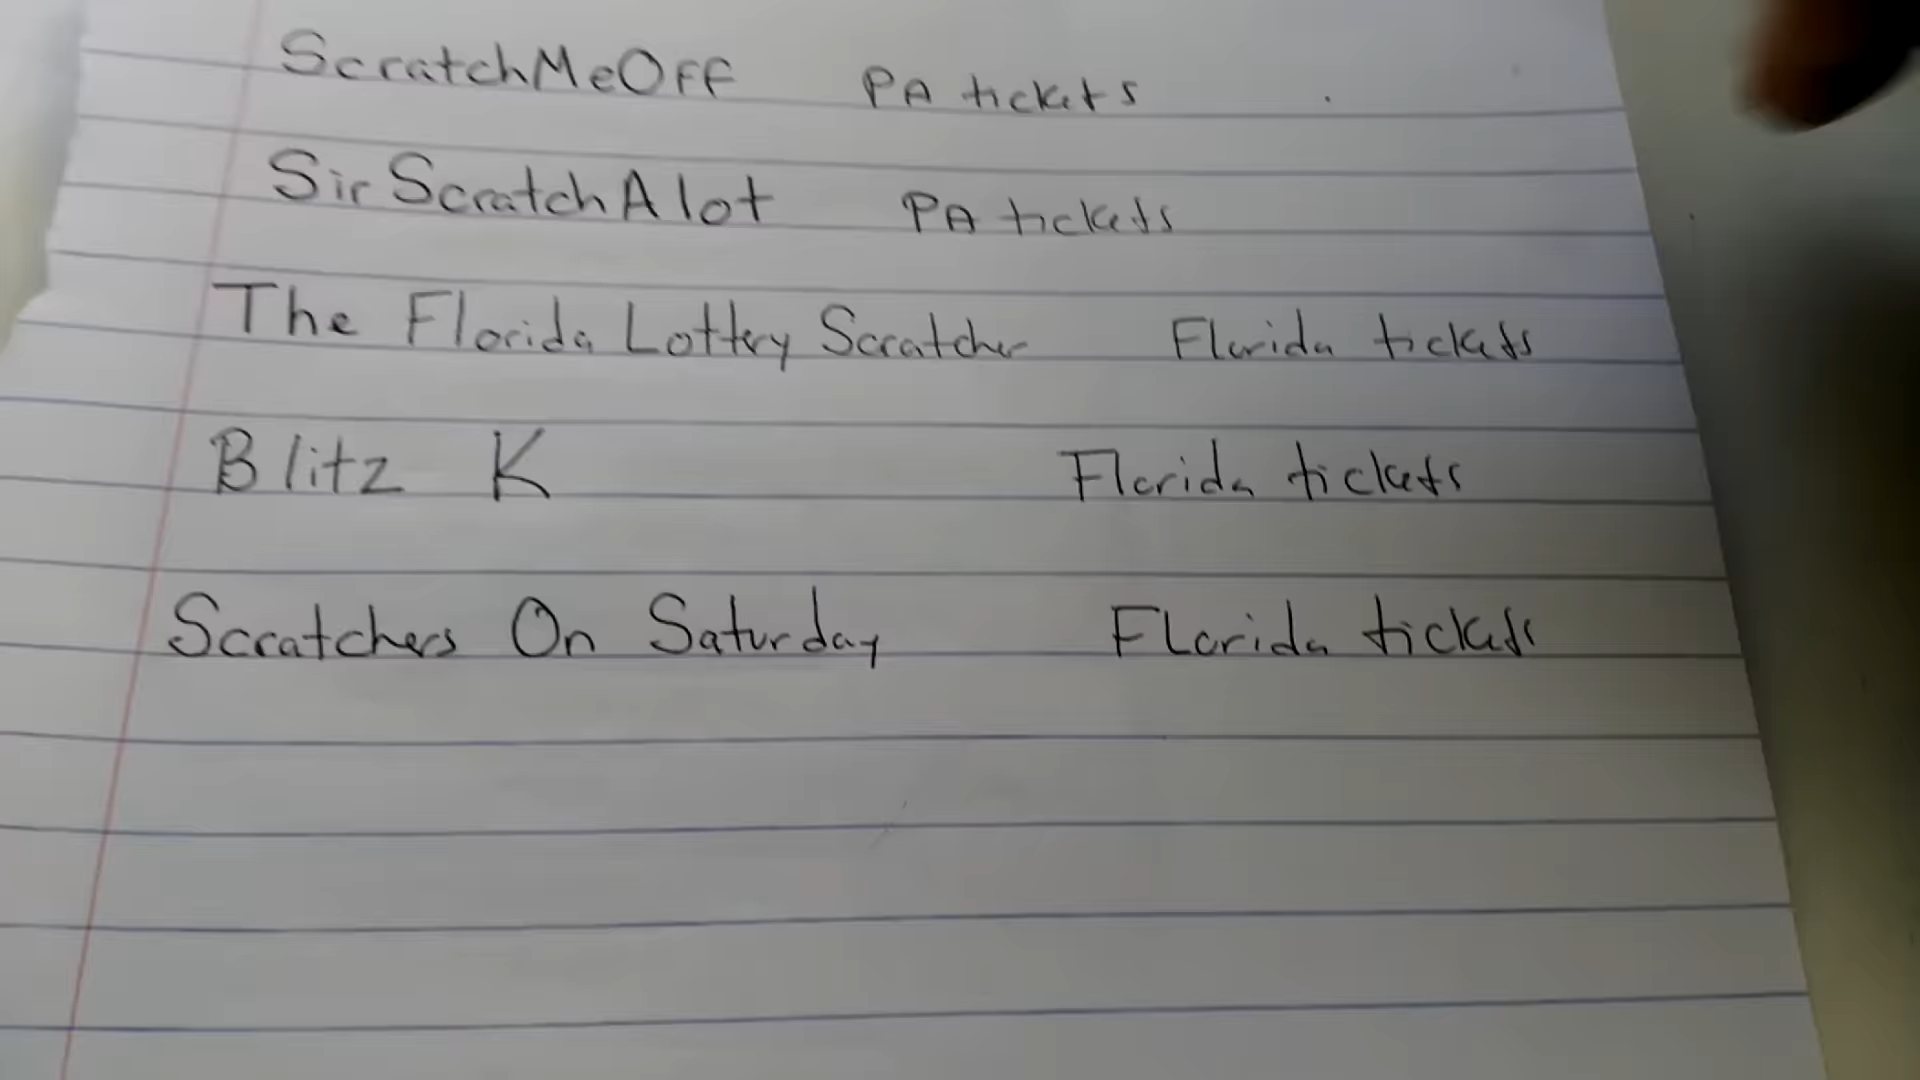 ScratchMeOff PA tickets
SirScratchAlot PA tickets
The Florida Lottery Scratcher Florida tickets
Blitz K Florida tickets
Scratchers On Saturday Florida tickets